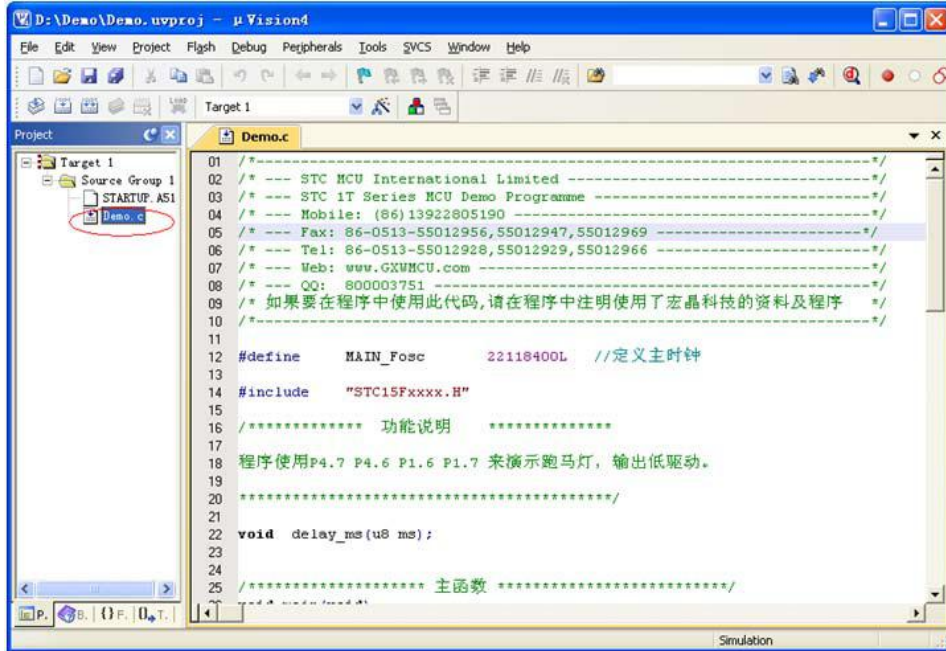 D:\Demo\Demo.uvproj - µVision4
File Edit View Project Flash Debug Peripherals Tools SVCS Window Help
LOAD Target 1
Project
Demo.c
Target 1
Source Group 1
STARTUP.A51
Demo.c
01 /*----------------------------------------------------------------------*/
02 /* --- STC MCU International Limited -----------------------------------*/
03 /* --- STC 1T Series MCU Demo Programme --------------------------------*/
04 /* --- Mobile: (86)13922805190 -----------------------------------------*/
05 /* --- Fax: 86-0513-55012956,55012947,55012969 ------------------------*/
06 /* --- Tel: 86-0513-55012928,55012929,55012966 -------------------------*/
07 /* --- Web: www.GXWMCU.com ---------------------------------------------*/
08 /* --- QQ: 800003751 --------------------------------------------------*/
09 /* 如果要在程序中使用此代码,请在程序中注明使用了宏晶科技的资料及程序 */
10 /*----------------------------------------------------------------------*/
11
12 #define MAIN_Fosc 22118400L //定义主时钟
13
14 #include "STC15Fxxxx.H"
15
16 /************* 功能说明 **************
17
18 程序使用P4.7 P4.6 P1.6 P1.7 来演示跑马灯, 输出低驱动。
19
20 ******************************************/
21
22 void delay_ms(u8 ms);
23
24
25 /******************** 主函数 **************************/
P. B. {} F. 0 T.
Simulation